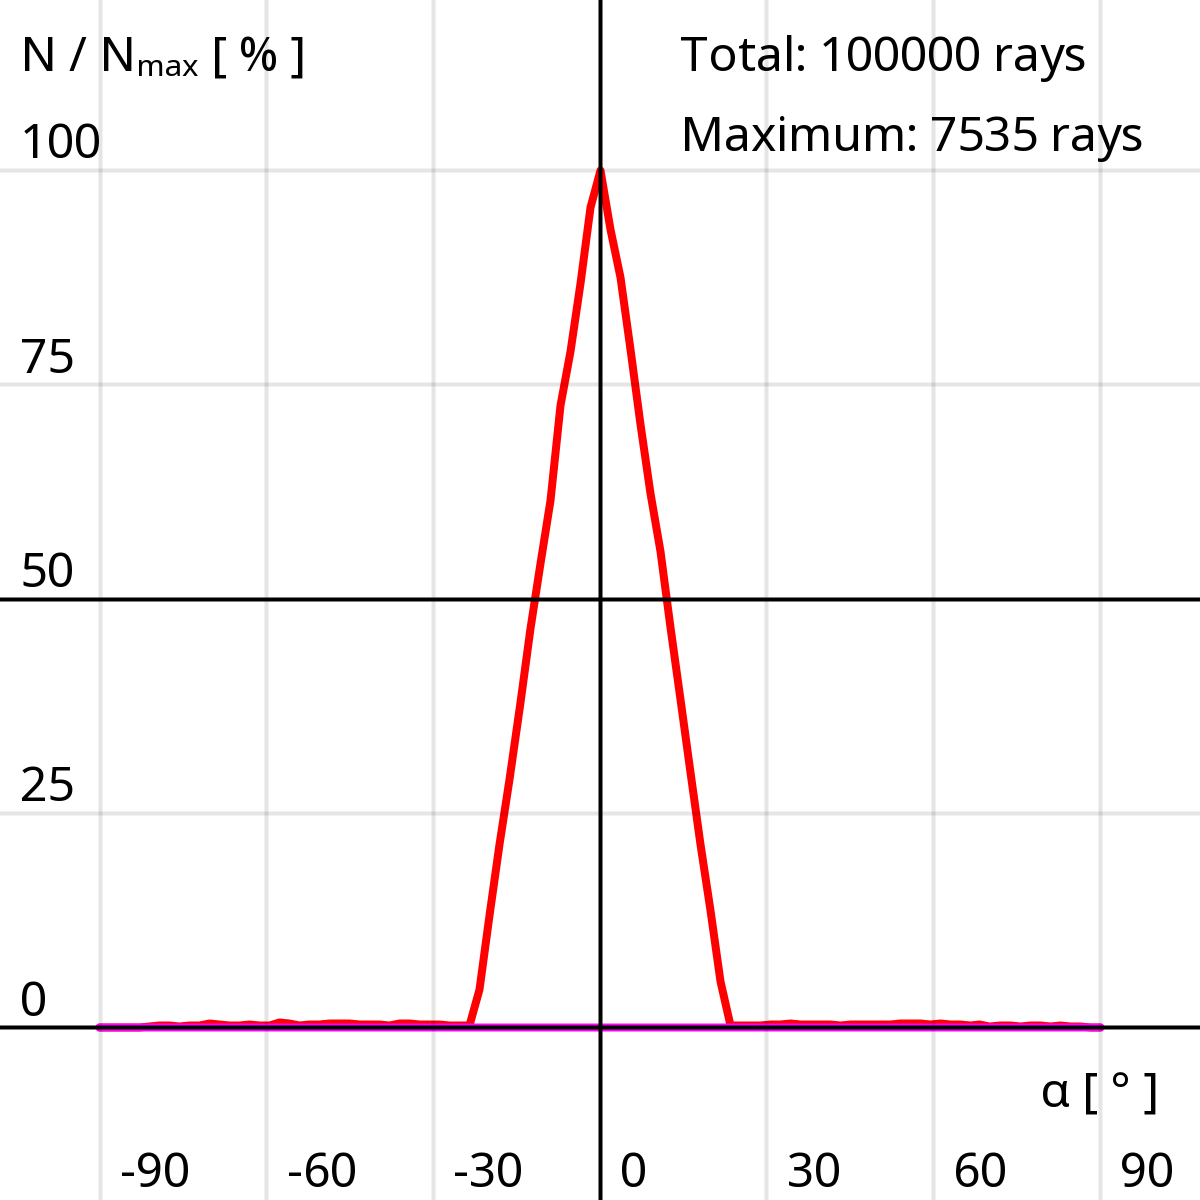 N / Nmax [ % ]
Total: 100000 rays
Maximum: 7535 rays
100
75
50
25
0
α [ ° ]
-90 -60 -30 0 30 60 90